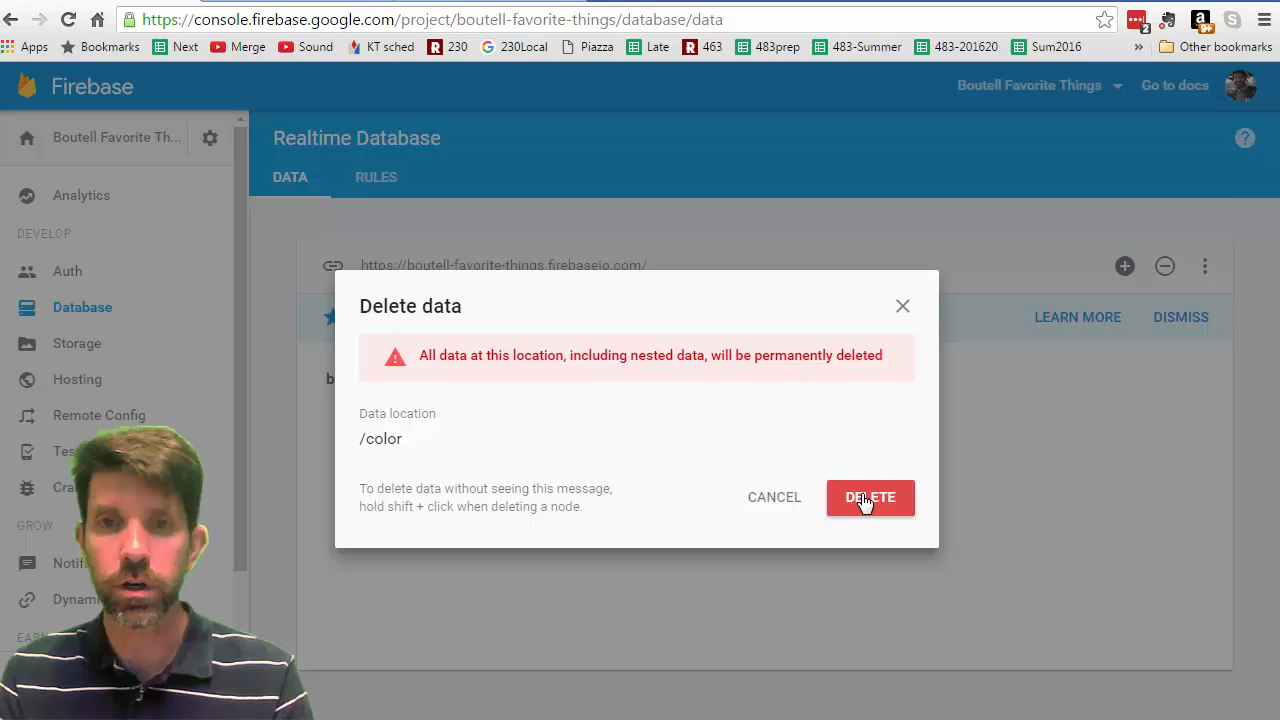 https://console.firebase.google.com/project/boutell-favorite-things/database/data
2
Apps Bookmarks Next Merge Sound KT sched 230 230Local Piazza Late 463 483prep 483-Summer 483-201620 Sum2016 » Other bookmarks
Firebase
Boutell Favorite Things Go to docs
Boutell Favorite Th...
Realtime Database
DATA RULES
Analytics
DEVELOP
Auth
Database
Storage
Hosting
Remote Config
GROW
https://boutell-favorite-things.firebaseio.com/
LEARN MORE DISMISS
Delete data
All data at this location, including nested data, will be permanently deleted
Data location
/color
To delete data without seeing this message,
hold shift + click when deleting a node.
CANCEL DELETE